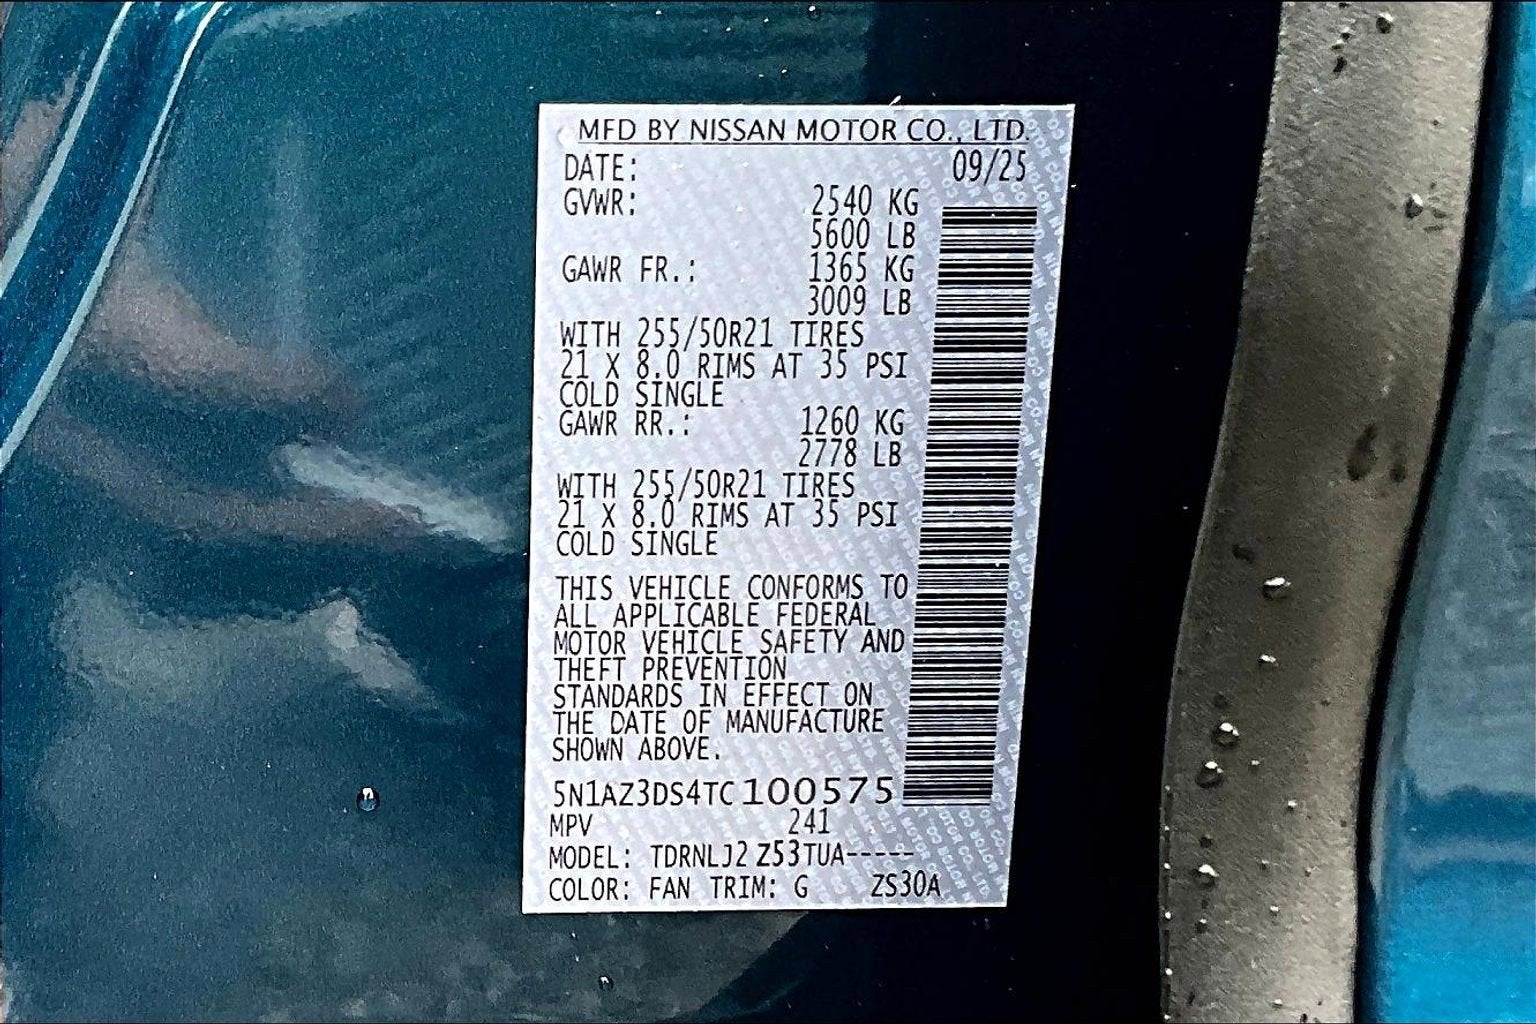 MFD BY NISSAN MOTOR CO., LTD.
DATE: 09/25
GVWR: 2540 KG
5600 LB
GAWR FR.: 1365 KG
3009 LB
WITH 255/50R21 TIRES
21 X 8.0 RIMS AT 35 PSI
COLD SINGLE
GAWR RR.: 1260 KG
2778 LB
WITH 255/50R21 TIRES
21 X 8.0 RIMS AT 35 PSI
COLD SINGLE
THIS VEHICLE CONFORMS TO
ALL APPLICABLE FEDERAL
MOTOR VEHICLE SAFETY AND
THEFT PREVENTION
STANDARDS IN EFFECT ON
THE DATE OF MANUFACTURE
SHOWN ABOVE.
5N1AZ3DS4TC100575
MPV 241
MODEL: TDRNLJ2 Z53TUA-----
COLOR: FAN TRIM: G ZS30A